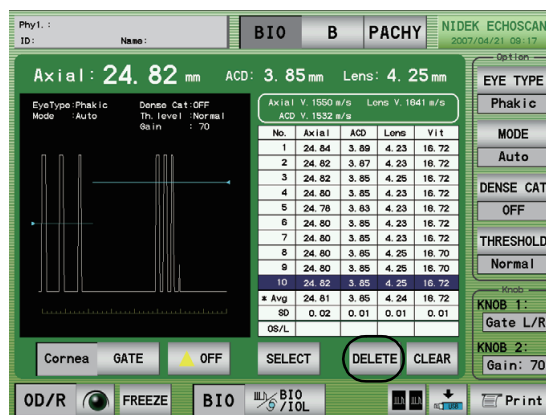 Phy1. :
ID: Name:
BIO B PACHY
NIDEK ECHOSCAN
2007/04/21 09:17
Axial: 24. 82 mm ACD: 3. 85 mm Lens: 4. 25 mm
EyeType:Phakic Dense Cat:OFF
Mode :Auto Th. level :Normal
Gain : 70
Axial V. 1550 m/s Lens V. 1641 m/s
ACD V. 1532 m/s
No. Axial ACD Lens Vit
1 24. 84 3. 89 4. 23 16. 72
2 24. 82 3. 87 4. 23 16. 72
3 24. 82 3. 85 4. 25 16. 72
4 24. 80 3. 85 4. 23 16. 72
5 24. 78 3. 83 4. 23 16. 72
6 24. 80 3. 85 4. 23 16. 72
7 24. 80 3. 85 4. 23 16. 72
8 24. 80 3. 85 4. 25 16. 70
9 24. 80 3. 85 4. 25 16. 70
10 24. 82 3. 85 4. 25 16. 72
* Avg 24. 81 3. 85 4. 24 16. 72
SD 0. 02 0. 01 0. 01 0. 01
OS/L
Option
EYE TYPE
Phakic
MODE
Auto
DENSE CAT
OFF
THRESHOLD
Normal
Knob
KNOB 1:
Gate L/R
KNOB 2:
Gain: 70
Cornea GATE OFF SELECT DELETE CLEAR
OD/R FREEZE BIO BIO/IOL USB Print